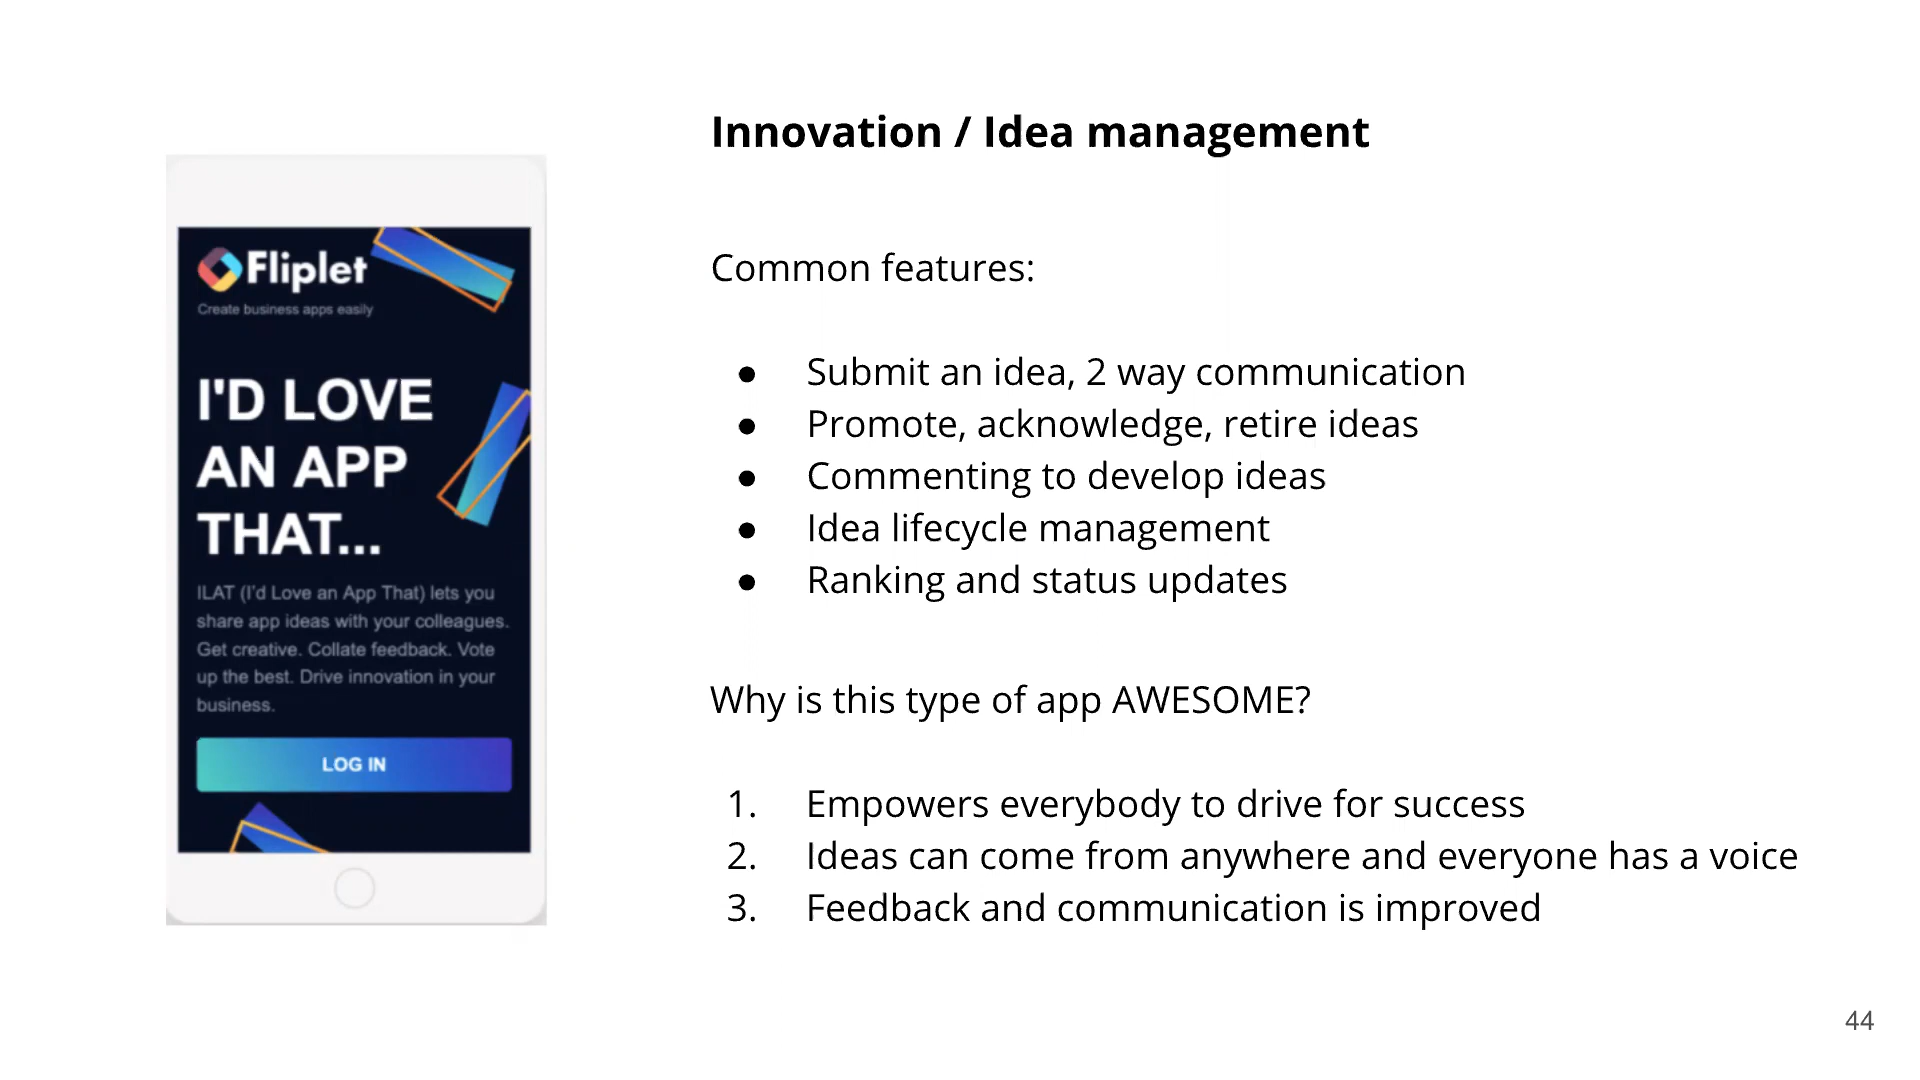 Innovation / Idea management
Fliplet
Create business apps easily
I'D LOVE
AN APP
THAT...
ILAT (I'd Love an App That) lets you
share app ideas with your colleagues.
Get creative. Collate feedback. Vote
up the best. Drive innovation in your
business.
LOG IN
Common features:
● Submit an idea, 2 way communication
● Promote, acknowledge, retire ideas
● Commenting to develop ideas
● Idea lifecycle management
● Ranking and status updates
Why is this type of app AWESOME?
1. Empowers everybody to drive for success
2. Ideas can come from anywhere and everyone has a voice
3. Feedback and communication is improved
44